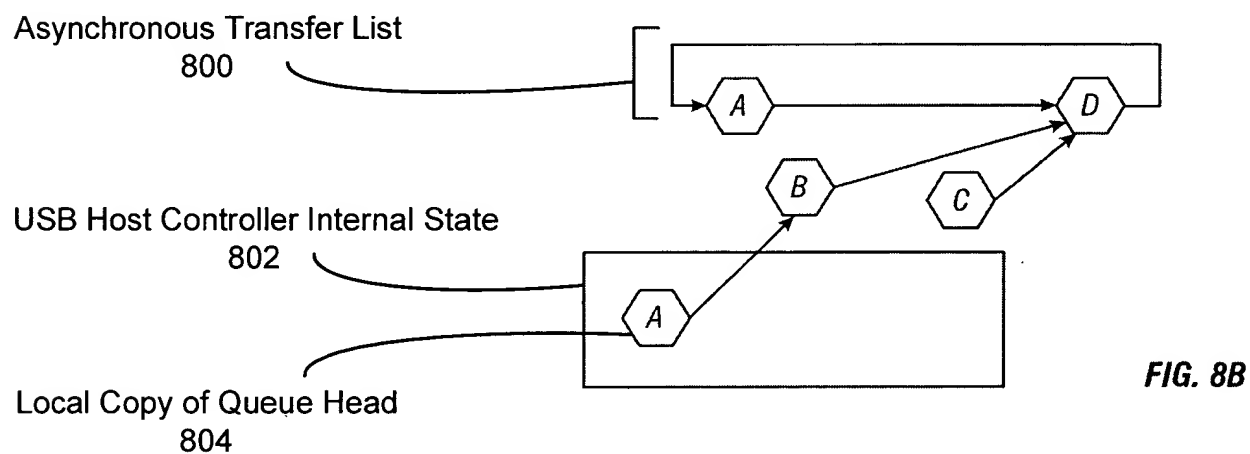 Asynchronous Transfer List
800
A
D
B
C
USB Host Controller Internal State
802
A
Local Copy of Queue Head
804
FIG. 8B